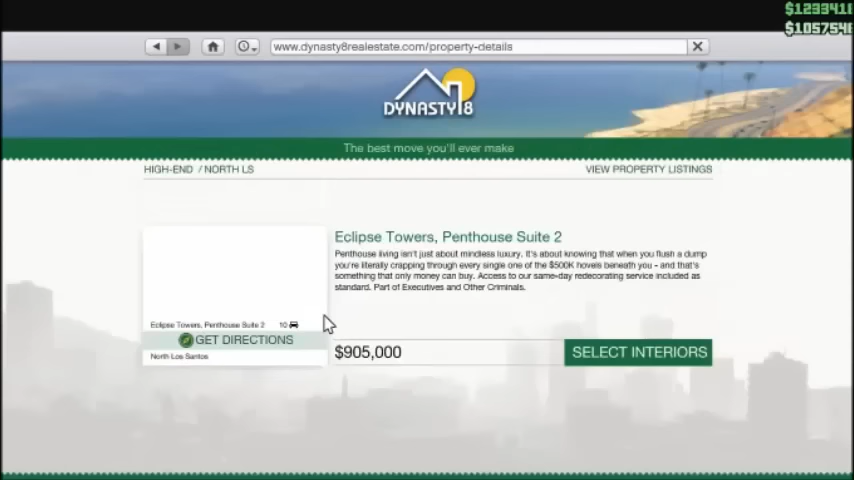 $1233418
$1057548
www.dynasty8realestate.com/property-details
DYNASTY 8
The best move you'll ever make
HIGH-END / NORTH LS
VIEW PROPERTY LISTINGS
Eclipse Towers, Penthouse Suite 2
Penthouse living isn't just about mindless luxury. It's about knowing that when you flush a dump
you're literally crapping through every single one of the $500K hovels beneath you - and that's
something that only money can buy. Access to our same-day redecorating service included as
standard. Part of Executives and Other Criminals.
Eclipse Towers, Penthouse Suite 2 10
GET DIRECTIONS
North Los Santos
$905,000
SELECT INTERIORS